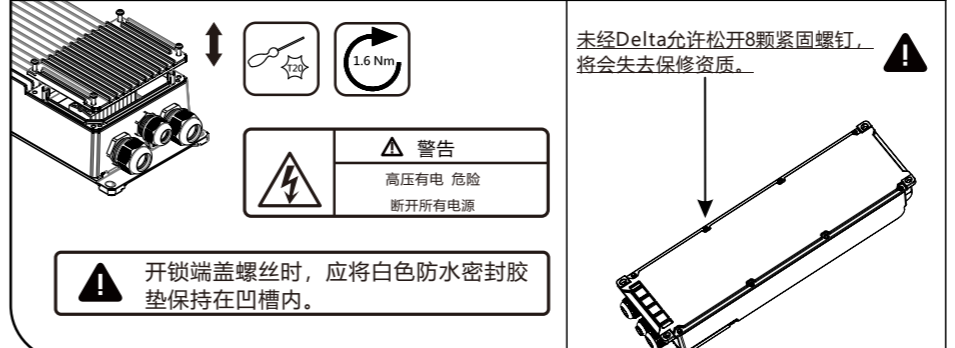 T20
1.6 Nm
警告
高压有电 危险
断开所有电源
开锁端盖螺丝时，应将白色防水密封胶
垫保持在凹槽内。
未经Delta允许松开8颗紧固螺钉，
将会失去保修资质。